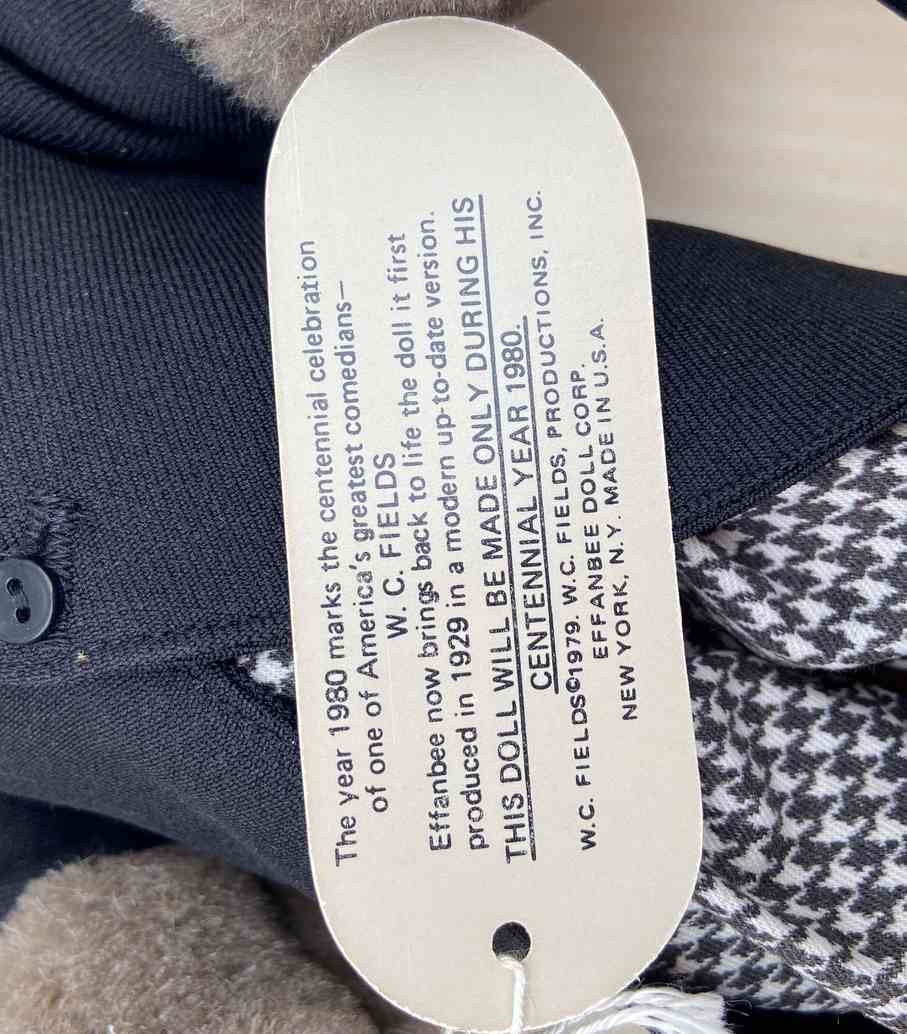 The year 1980 marks the centennial celebration
of one of America's greatest comedians—
W. C. FIELDS
Effanbee now brings back to life the doll it first
produced in 1929 in a modern up-to-date version.
THIS DOLL WILL BE MADE ONLY DURING HIS
CENTENNIAL YEAR 1980.
W.C. FIELDS©1979. W.C. FIELDS, PRODUCTIONS, INC.
EFFANBEE DOLL CORP.
NEW YORK, N.Y. MADE IN U.S.A.